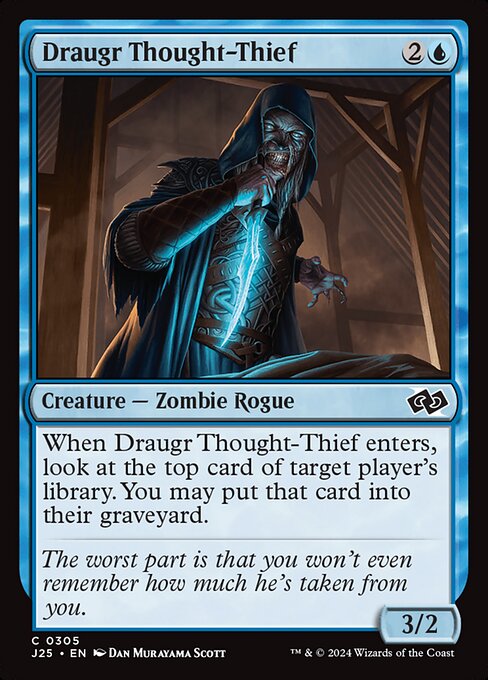 Draugr Thought-Thief 2
Creature — Zombie Rogue
When Draugr Thought-Thief enters,
look at the top card of target player's
library. You may put that card into
their graveyard.
The worst part is that you won't even
remember how much he's taken from
you.
3/2
C 0305
J25 • EN Dan Murayama Scott
™ & © 2024 Wizards of the Coast